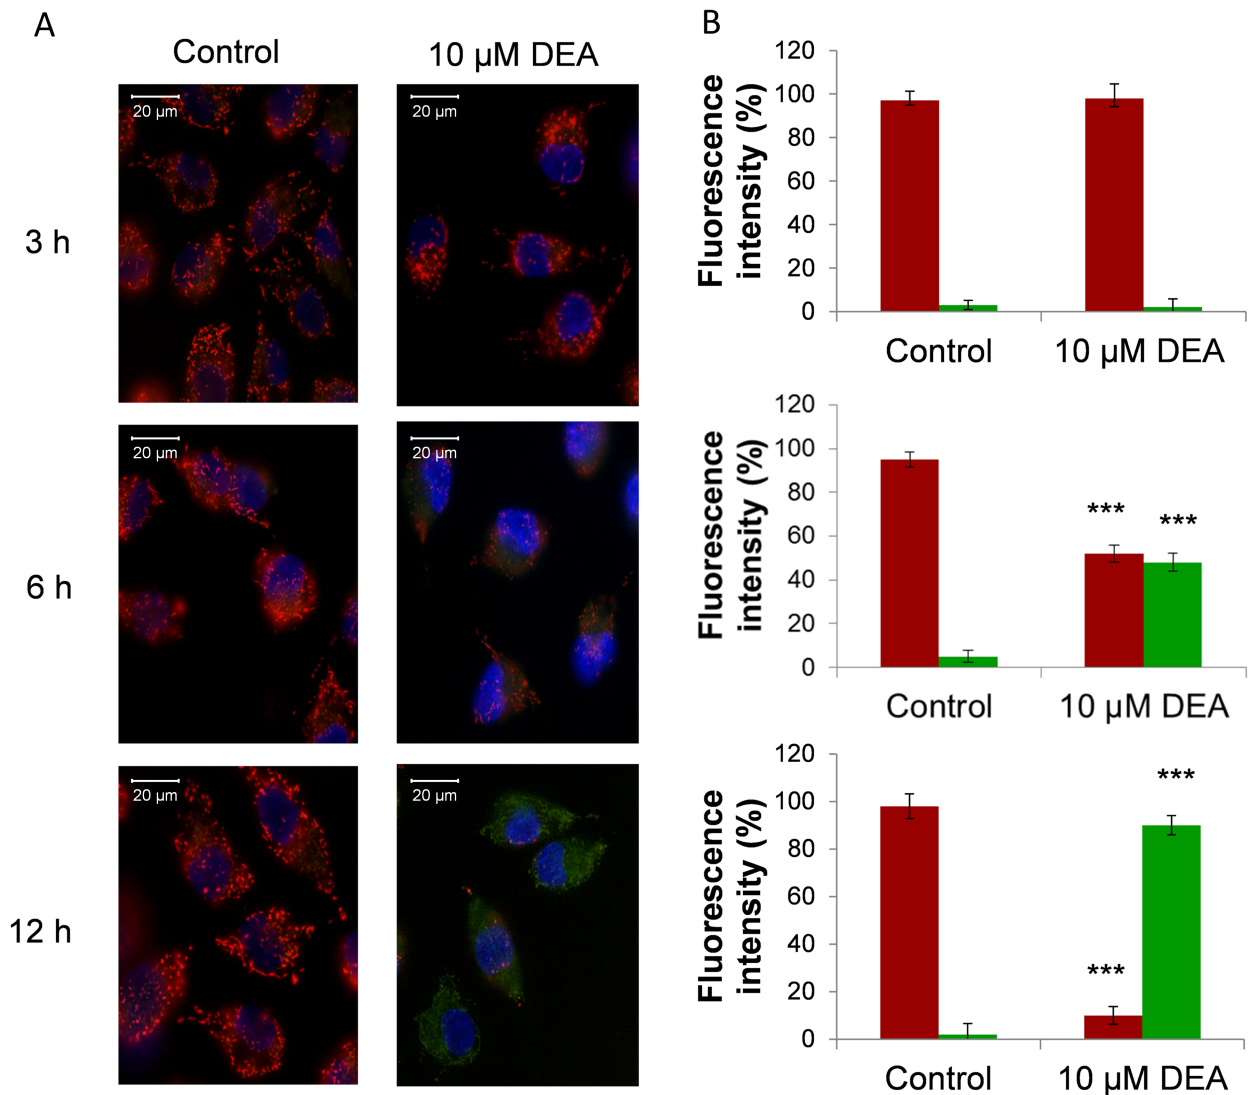 A
Control
10 µM DEA
3 h
20 µm
20 µm
6 h
20 µm
20 µm
12 h
20 µm
20 µm
B
Fluorescence
intensity (%)
120
100
80
60
40
20
0
Control
10 µM DEA
Fluorescence
intensity (%)
120
100
80
60
40
20
0
***
***
Control
10 µM DEA
Fluorescence
intensity (%)
120
100
80
60
40
20
0
***
***
Control
10 µM DEA